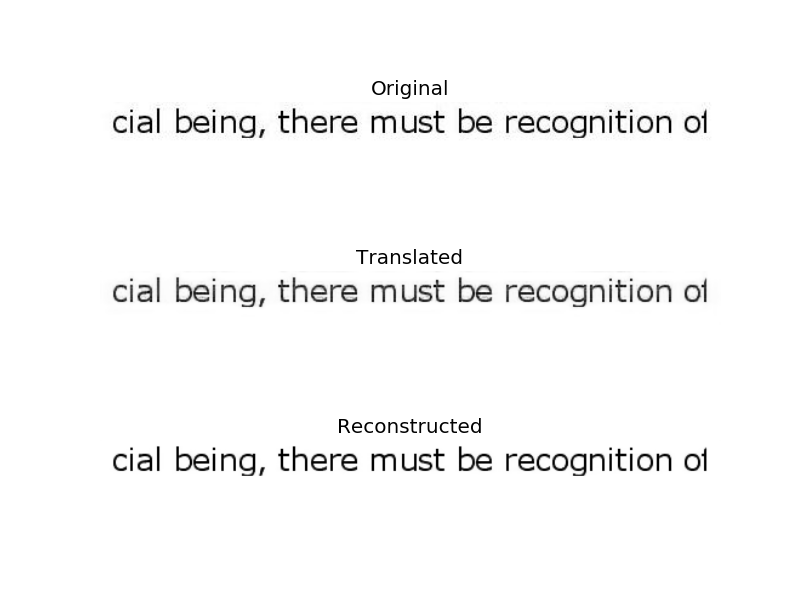 Original
cial being, there must be recognition of
Translated
cial being, there must be recognition of
Reconstructed
cial being, there must be recognition of